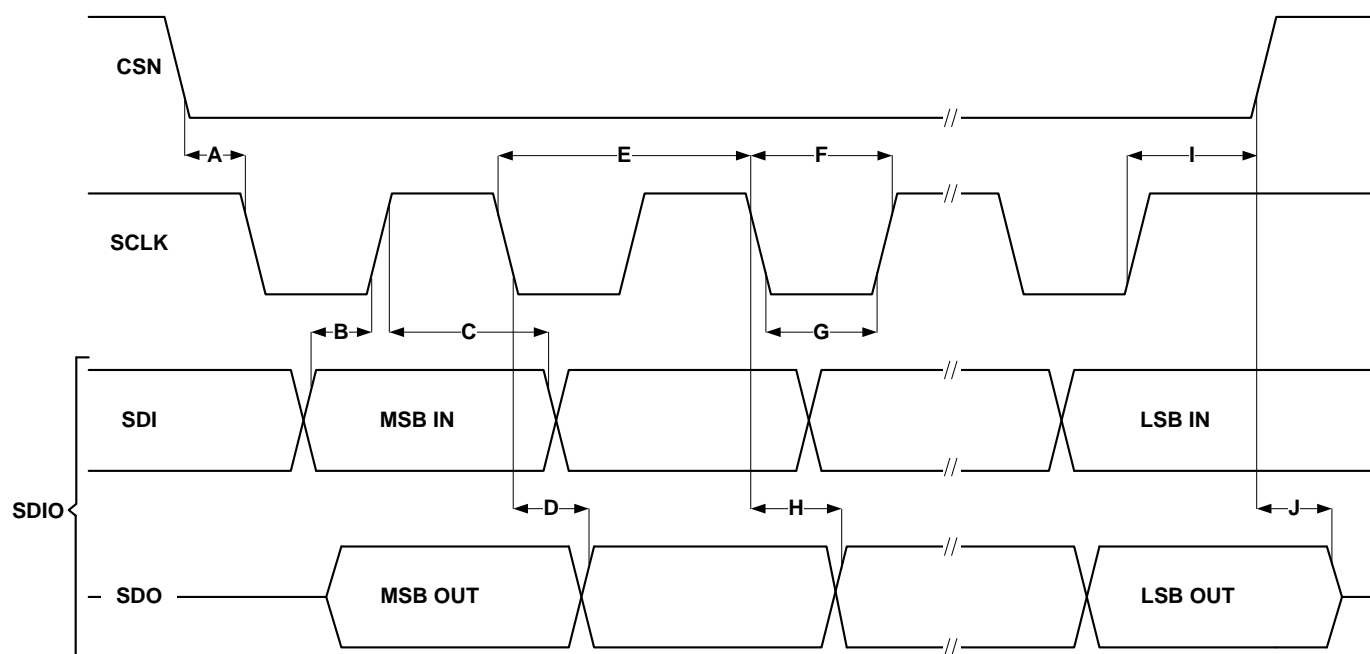 CSN
A
E
F
I
SCLK
B
C
G
SDI
MSB IN
LSB IN
SDIO
D
H
J
SDO
MSB OUT
LSB OUT